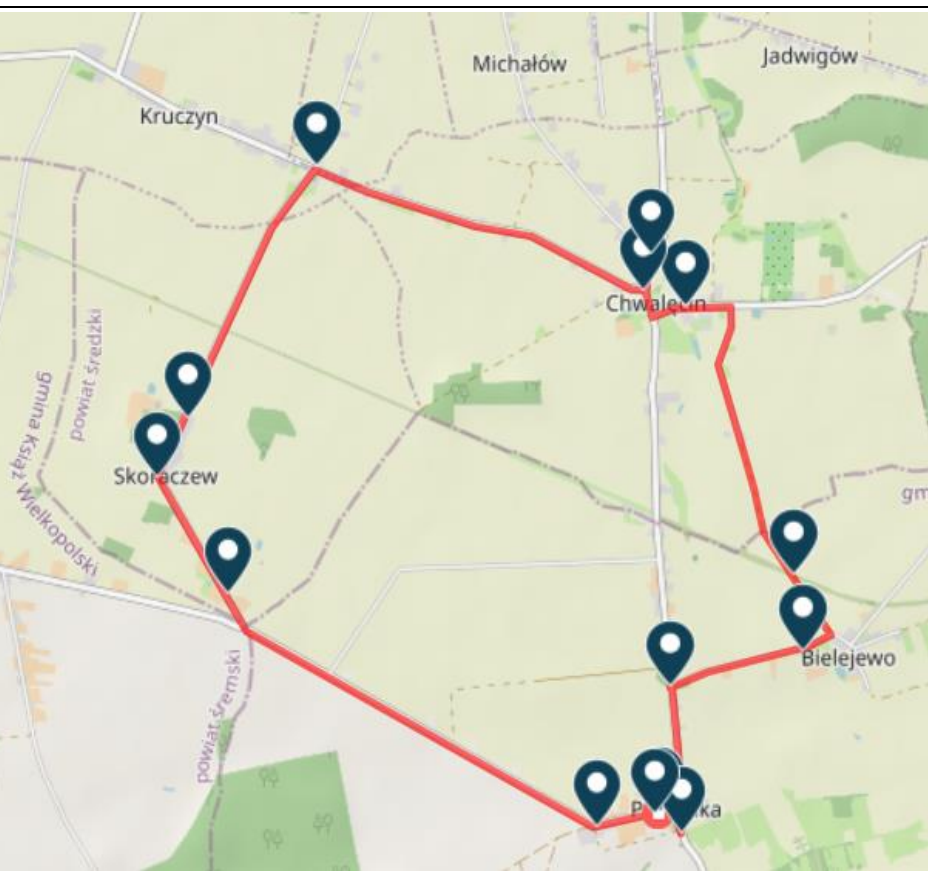 Michałów
Jadwigów
Kruczyn
Chwalęcin
powiat średzki
gmina Książ Wielkopolski
Skoraczew
gm
Bielejewo
powiat śremski